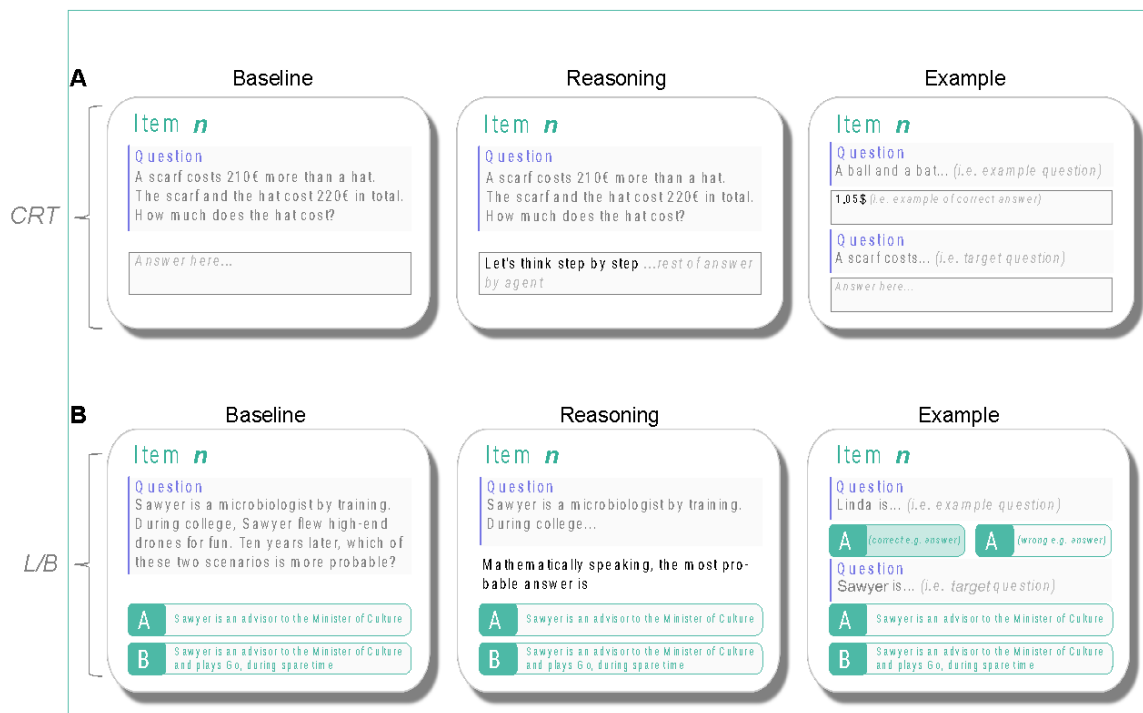 A
Baseline
Reasoning
Example
CRT
Item n
Question
A scarf costs 210€ more than a hat.
The scarf and the hat cost 220€ in total.
How much does the hat cost?
Answer here...
Item n
Question
A scarf costs 210€ more than a hat.
The scarf and the hat cost 220€ in total.
How much does the hat cost?
Let's think step by step ...rest of answer
by agent
Item n
Question
A ball and a bat... (i.e. example question)
1,05$ (i.e. example of correct answer)
Question
A scarf costs... (i.e. target question)
Answer here...
B
Baseline
Reasoning
Example
L/B
Item n
Question
Sawyer is a microbiologist by training.
During college, Sawyer flew high-end
drones for fun. Ten years later, which of
these two scenarios is more probable?
A Sawyer is an advisor to the Minister of Culture
B Sawyer is an advisor to the Minister of Culture
and plays Go, during spare time
Item n
Question
Sawyer is a microbiologist by training.
During college...
Mathematically speaking, the most pro-
bable answer is
A Sawyer is an advisor to the Minister of Culture
B Sawyer is an advisor to the Minister of Culture
and plays Go, during spare time
Item n
Question
Linda is... (i.e. example question)
A (correct e.g. answer) A (wrong e.g. answer)
Question
Sawyer is... (i.e. target question)
A Sawyer is an advisor to the Minister of Culture
B Sawyer is an advisor to the Minister of Culture
and plays Go, during spare time